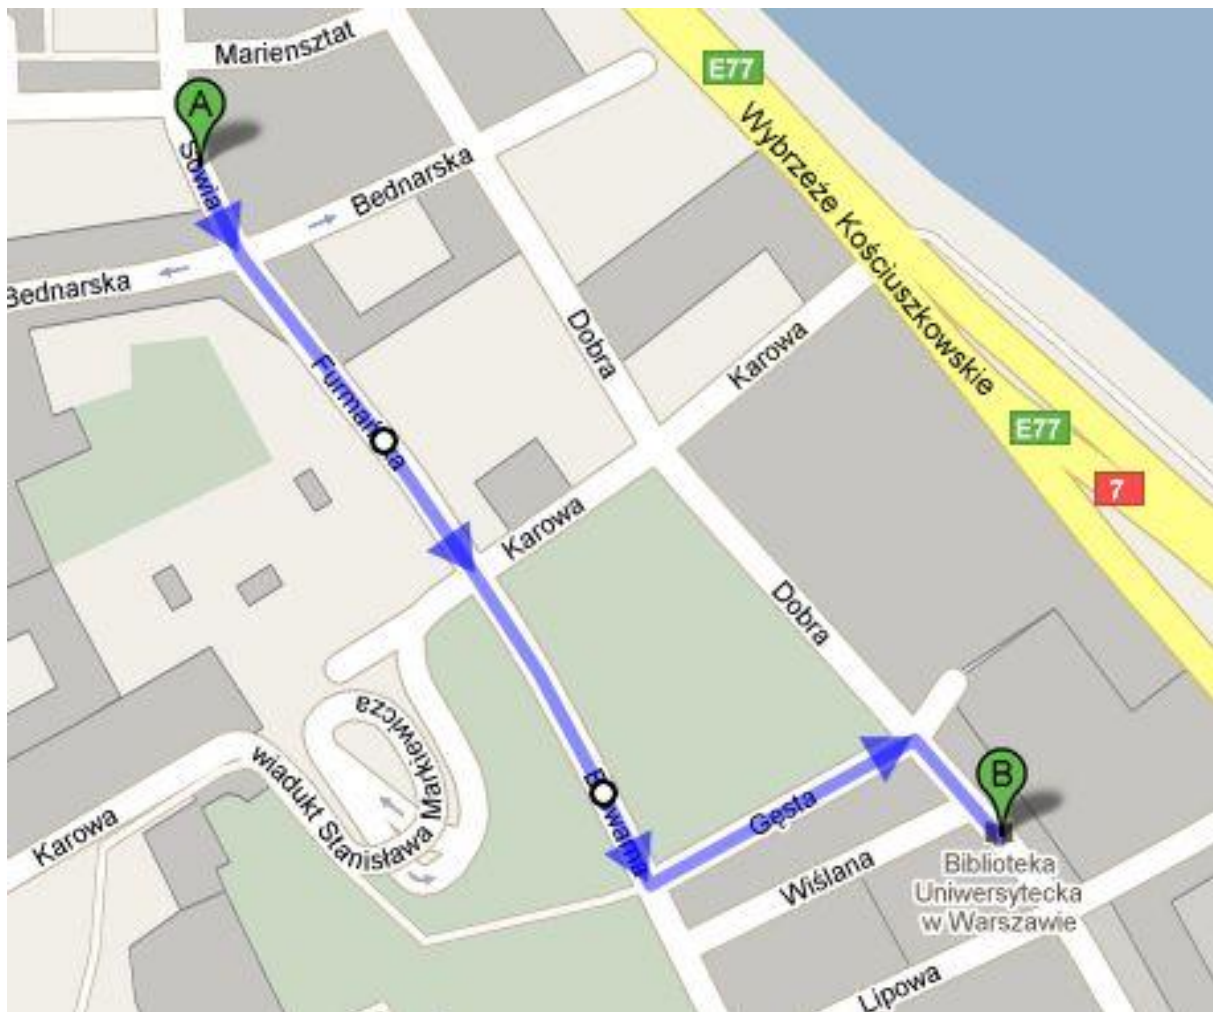 Mariensztat
E77
A
Wybrzeże Kościuszkowskie
Sowia
Bednarska
Bednarska
Dobra
Karowa
Furmańska
E77
7
Karowa
Dobra
Markiewicza
wiadukt Stanisława
B
Browarna
Gęsta
Karowa
Wiślana
Biblioteka
Uniwersytecka
w Warszawie
Lipowa